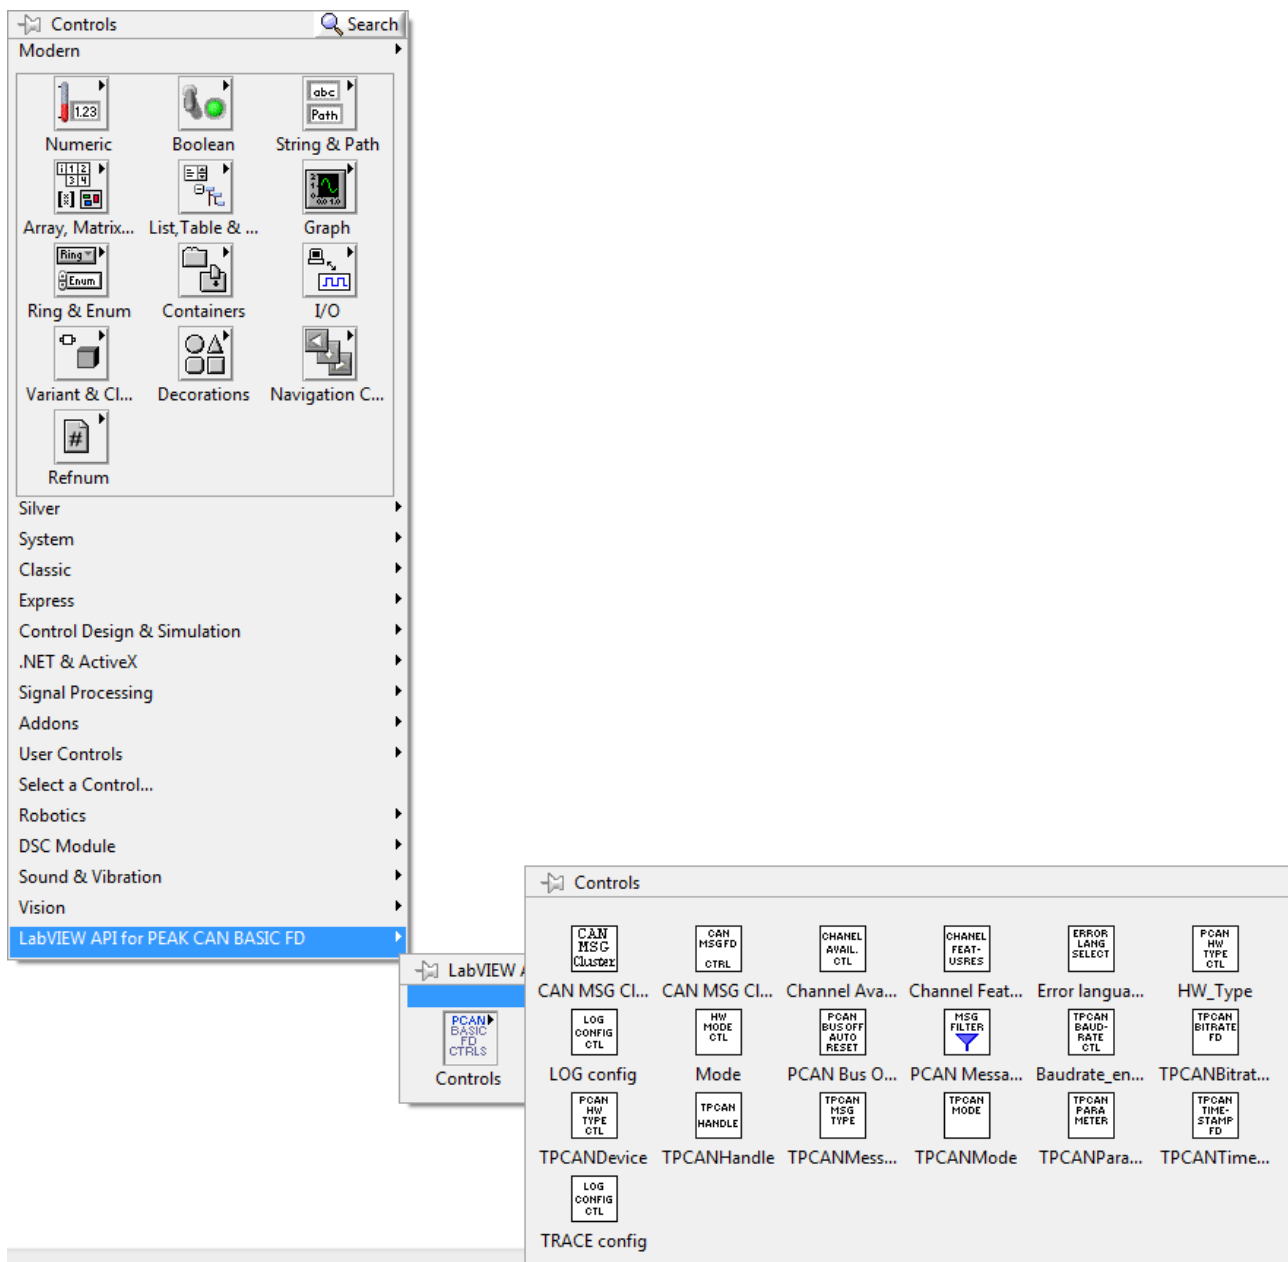 Controls
Search
Modern
1.23
abc
Path
Numeric
Boolean
String & Path
Array, Matrix...
List,Table & ...
Graph
Ring
Enum
Ring & Enum
Containers
I/O
Variant & Cl...
Decorations
Navigation C...
#
Refnum
Silver
System
Classic
Express
Control Design & Simulation
.NET & ActiveX
Signal Processing
Addons
User Controls
Select a Control...
Robotics
DSC Module
Sound & Vibration
Vision
LabVIEW API for PEAK CAN BASIC FD
LabVIEW A
PCAN
BASIC
FD
CTRLS
Controls
Controls
CAN
MSG
Cluster
CAN
MSG FD
CTRL
CHANEL
AVAIL.
CTL
CHANEL
FEAT-
USRES
ERROR
LANG
SELECT
PCAN
HW
TYPE
CTL
CAN MSG Cl...
CAN MSG Cl...
Channel Ava...
Channel Feat...
Error langua...
HW_Type
LOG
CONFIG
CTL
HW
MODE
CTL
PCAN
BUS OFF
AUTO
RESET
MSG
FILTER
TPCAN
BAUD-
RATE
CTL
TPCAN
BITRATE
FD
LOG config
Mode
PCAN Bus O...
PCAN Messa...
Baudrate_en...
TPCANBitrat...
PCAN
HW
TYPE
CTL
TPCAN
HANDLE
TPCAN
MSG
TYPE
TPCAN
MODE
TPCAN
PARA
METER
TPCAN
TIME-
STAMP
FD
TPCANDevice
TPCANHandle
TPCANMess...
TPCANMode
TPCANPara...
TPCANTime...
LOG
CONFIG
CTL
TRACE config